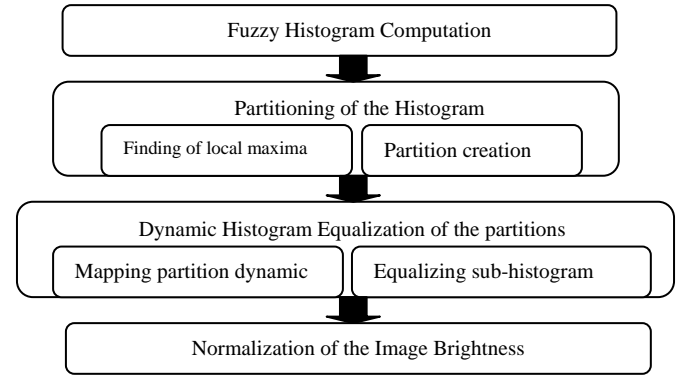 Fuzzy Histogram Computation
Partitioning of the Histogram
Finding of local maxima
Partition creation
Dynamic Histogram Equalization of the partitions
Mapping partition dynamic
Equalizing sub-histogram
Normalization of the Image Brightness